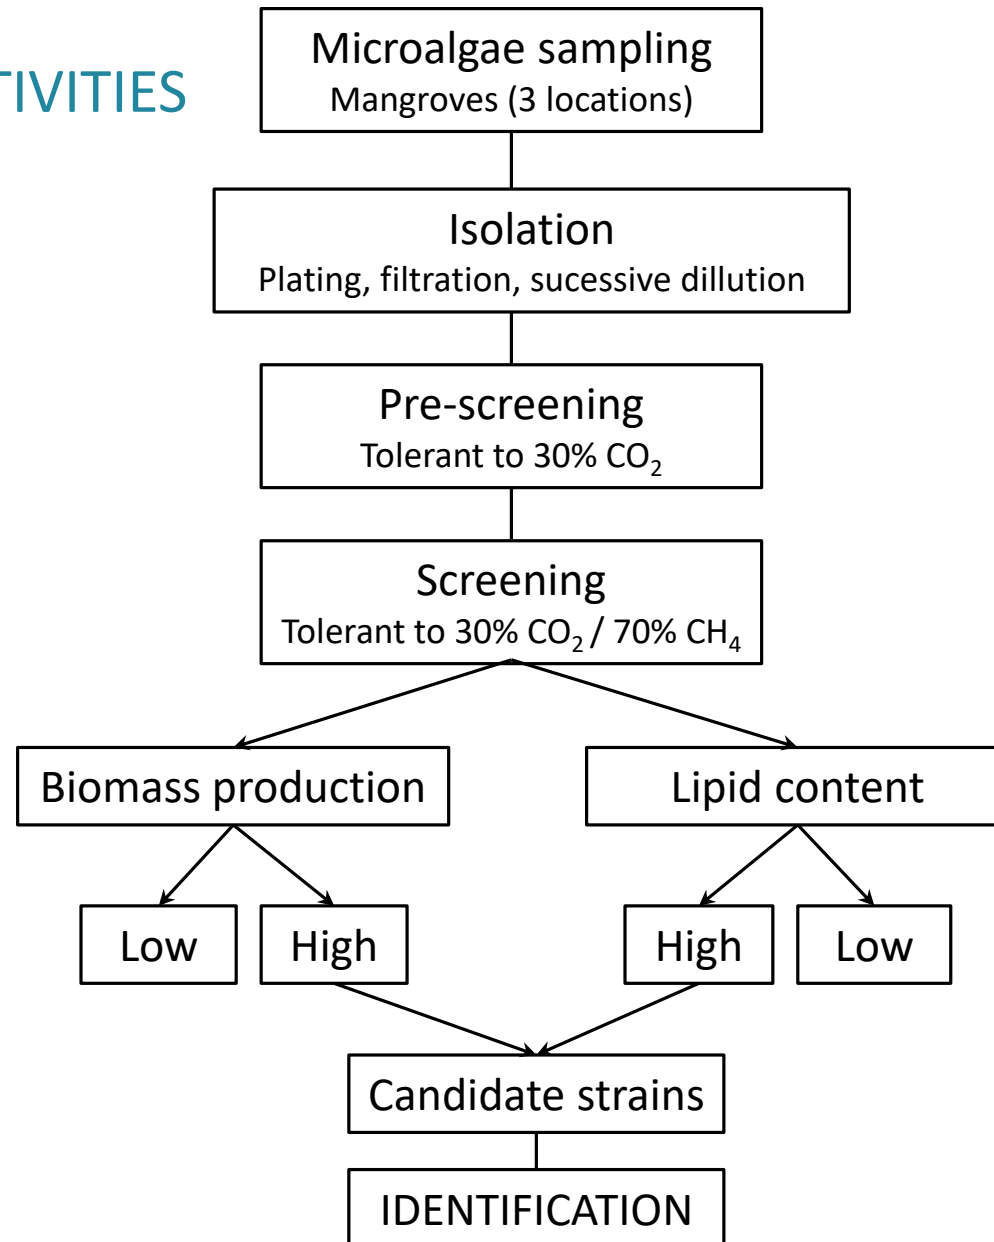 TIVITIES
Microalgae sampling
Mangroves (3 locations)
Isolation
Plating, filtration, sucessive dillution
Pre-screening
Tolerant to 30% CO₂
Screening
Tolerant to 30% CO₂ / 70% CH₄
Biomass production
Lipid content
Low
High
High
Low
Candidate strains
IDENTIFICATION